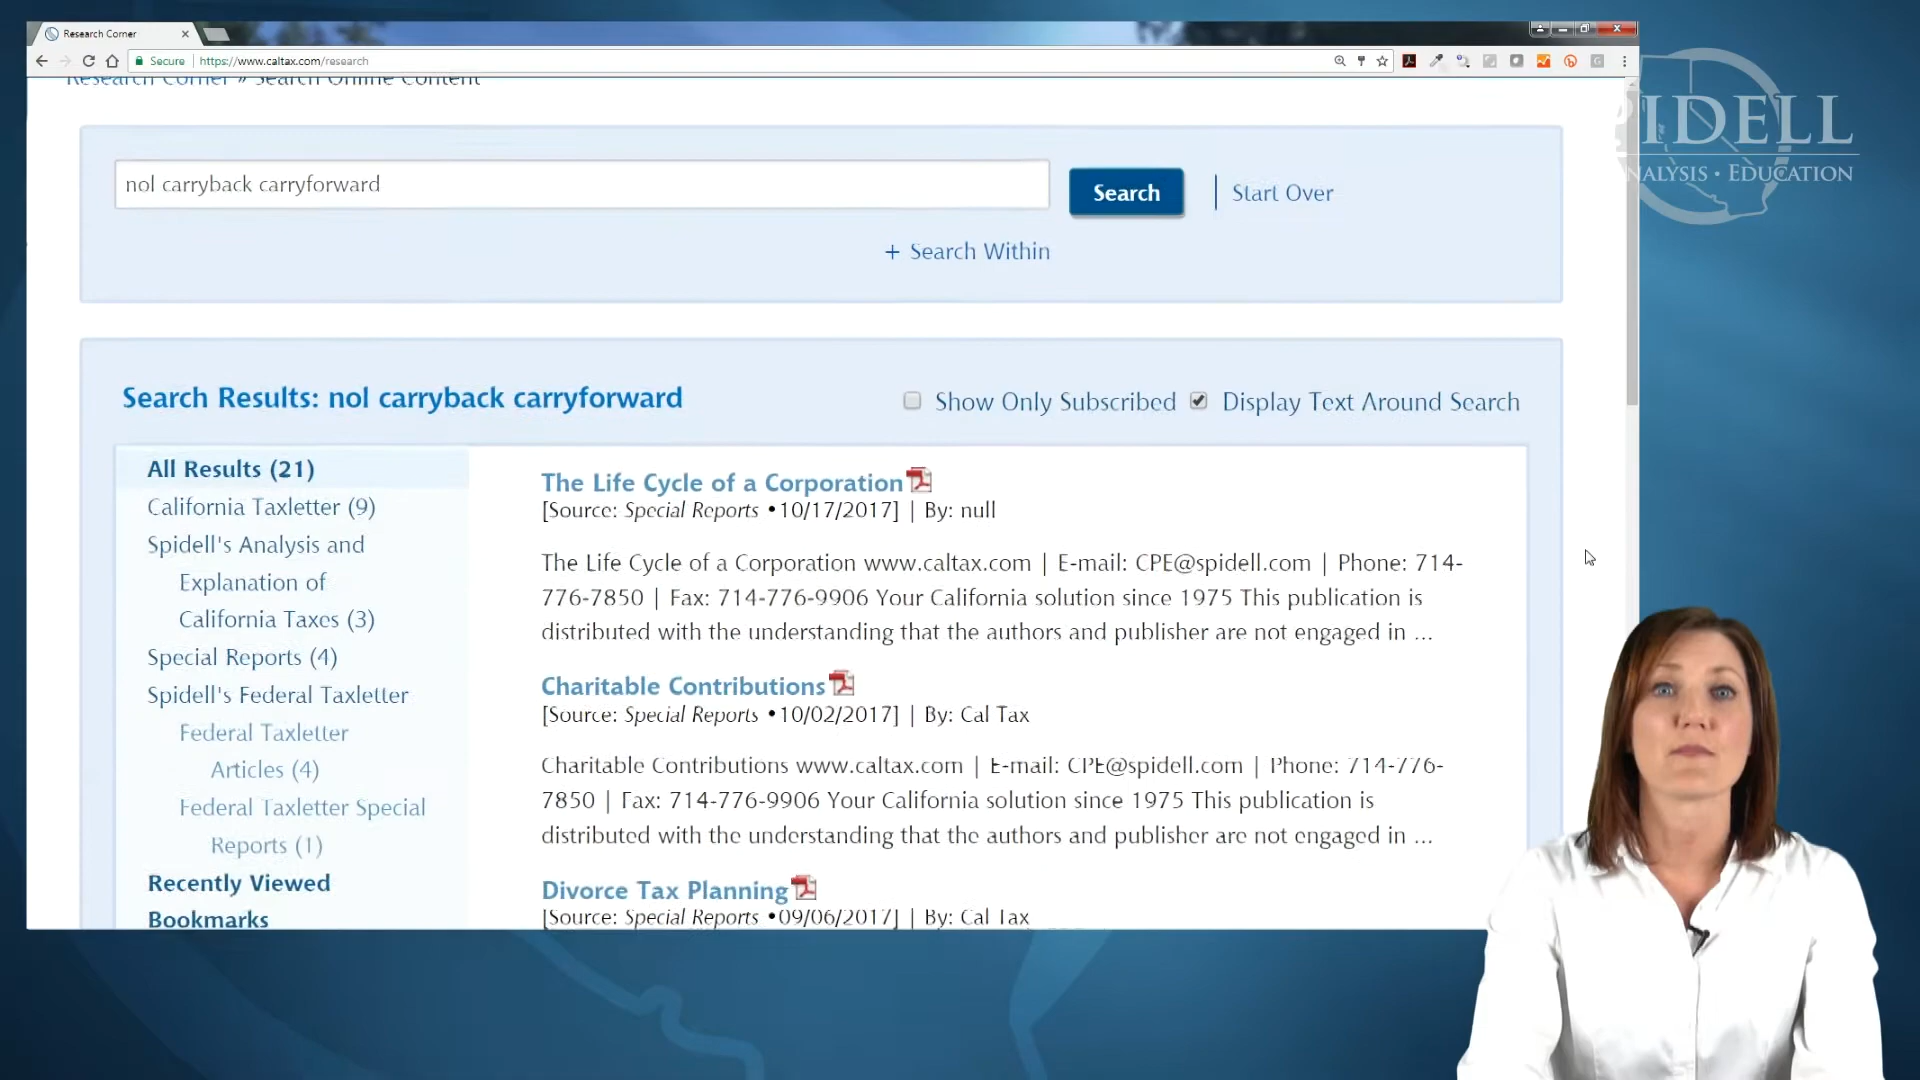 Research Corner
Secure
https://www.caltax.com/research
Research Corner » Search Online Content
nol carryback carryforward
Search
Start Over
+ Search Within
Search Results: nol carryback carryforward
Show Only Subscribed
Display Text Around Search
All Results (21)
California Taxletter (9)
Spidell's Analysis and
Explanation of
California Taxes (3)
Special Reports (4)
Spidell's Federal Taxletter
Federal Taxletter
Articles (4)
Federal Taxletter Special
Reports (1)
Recently Viewed
Bookmarks
The Life Cycle of a Corporation
[Source: Special Reports •10/17/2017] | By: null
The Life Cycle of a Corporation www.caltax.com | E-mail: CPE@spidell.com | Phone: 714-
776-7850 | Fax: 714-776-9906 Your California solution since 1975 This publication is
distributed with the understanding that the authors and publisher are not engaged in ...
Charitable Contributions
[Source: Special Reports •10/02/2017] | By: Cal Tax
Charitable Contributions www.caltax.com | E-mail: CPE@spidell.com | Phone: 714-776-
7850 | Fax: 714-776-9906 Your California solution since 1975 This publication is
distributed with the understanding that the authors and publisher are not engaged in ...
Divorce Tax Planning
[Source: Special Reports •09/06/2017] | By: Cal Tax
PIDELL
NALYSIS • EDUCATION